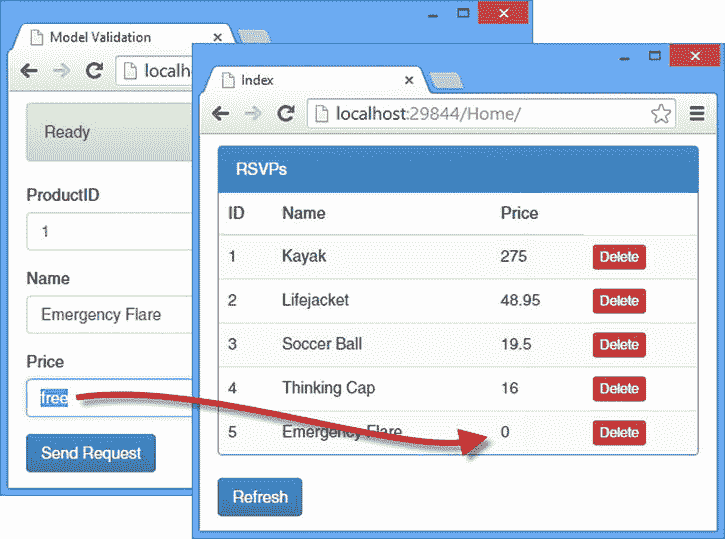 Model Validation
localho
Ready
ProductID
1
Name
Emergency Flare
Price
free
Send Request
Index
localhost:29844/Home/
RSVPs
ID Name Price
1 Kayak 275 Delete
2 Lifejacket 48.95 Delete
3 Soccer Ball 19.5 Delete
4 Thinking Cap 16 Delete
5 Emergency Flare 0 Delete
Refresh